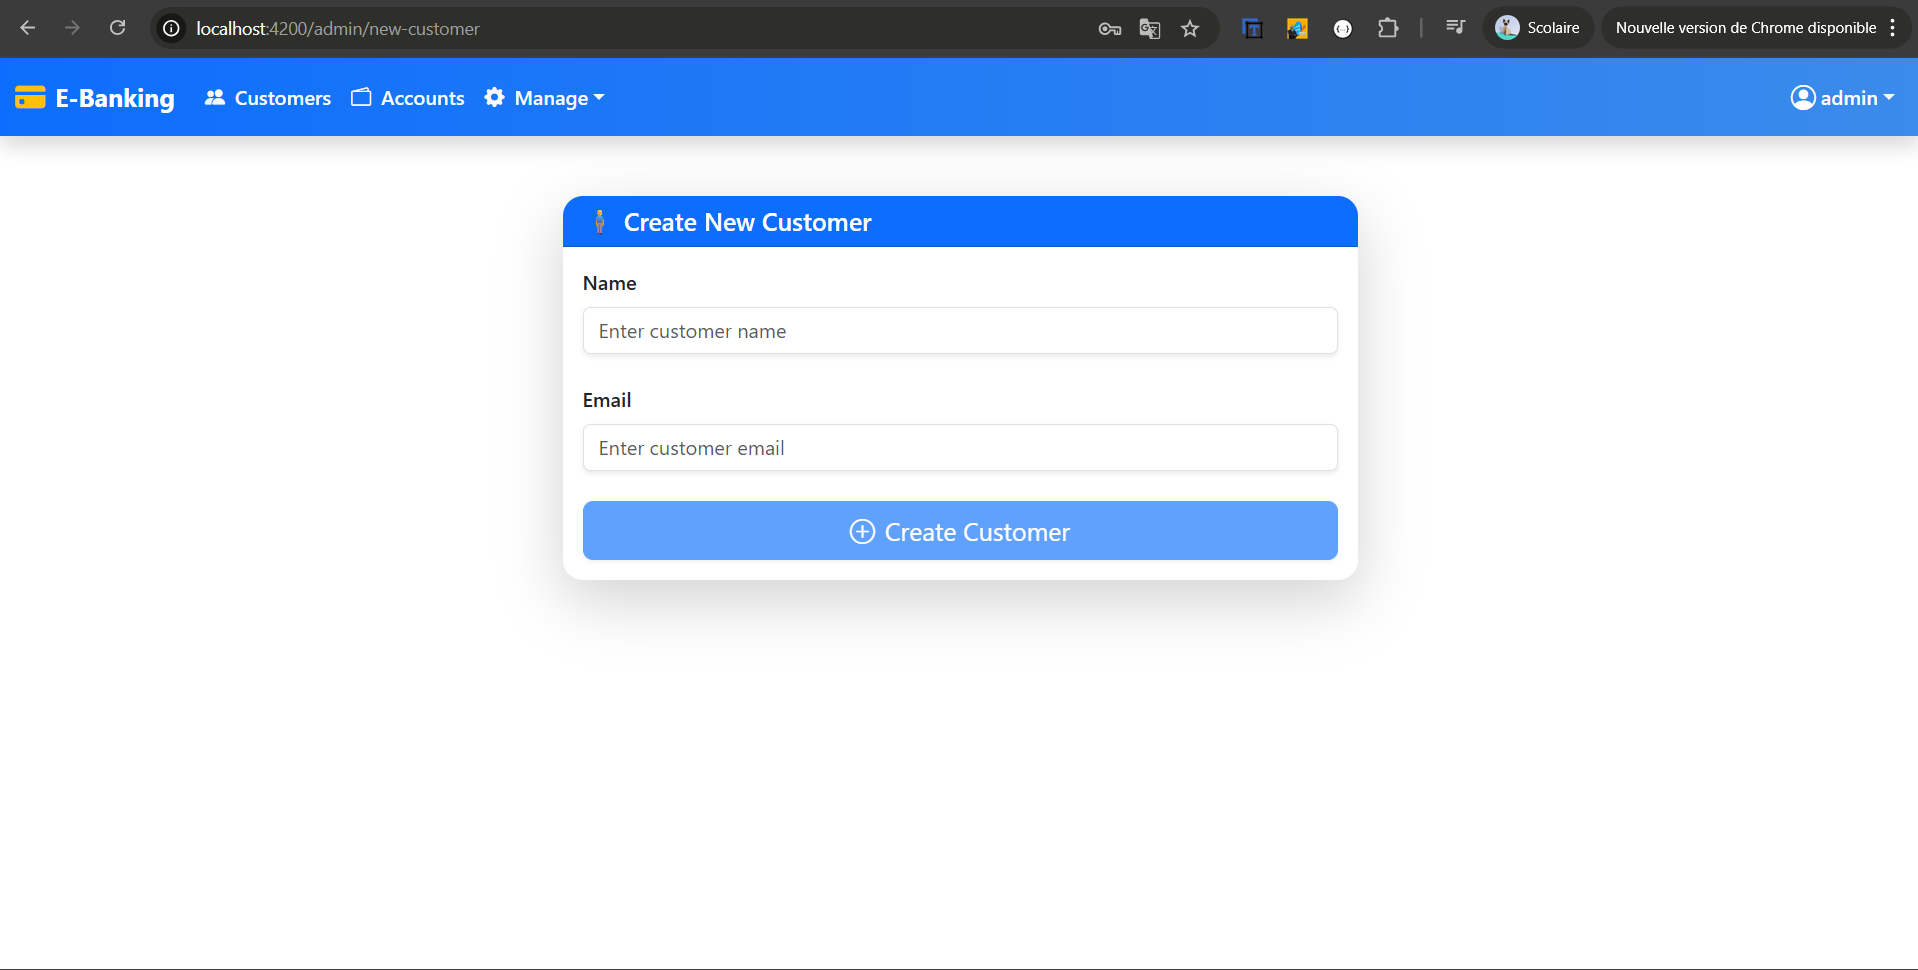 localhost:4200/admin/new-customer
Scolaire
Nouvelle version de Chrome disponible
E-Banking
Customers
Accounts
Manage
admin
Create New Customer
Name
Enter customer name
Email
Enter customer email
Create Customer